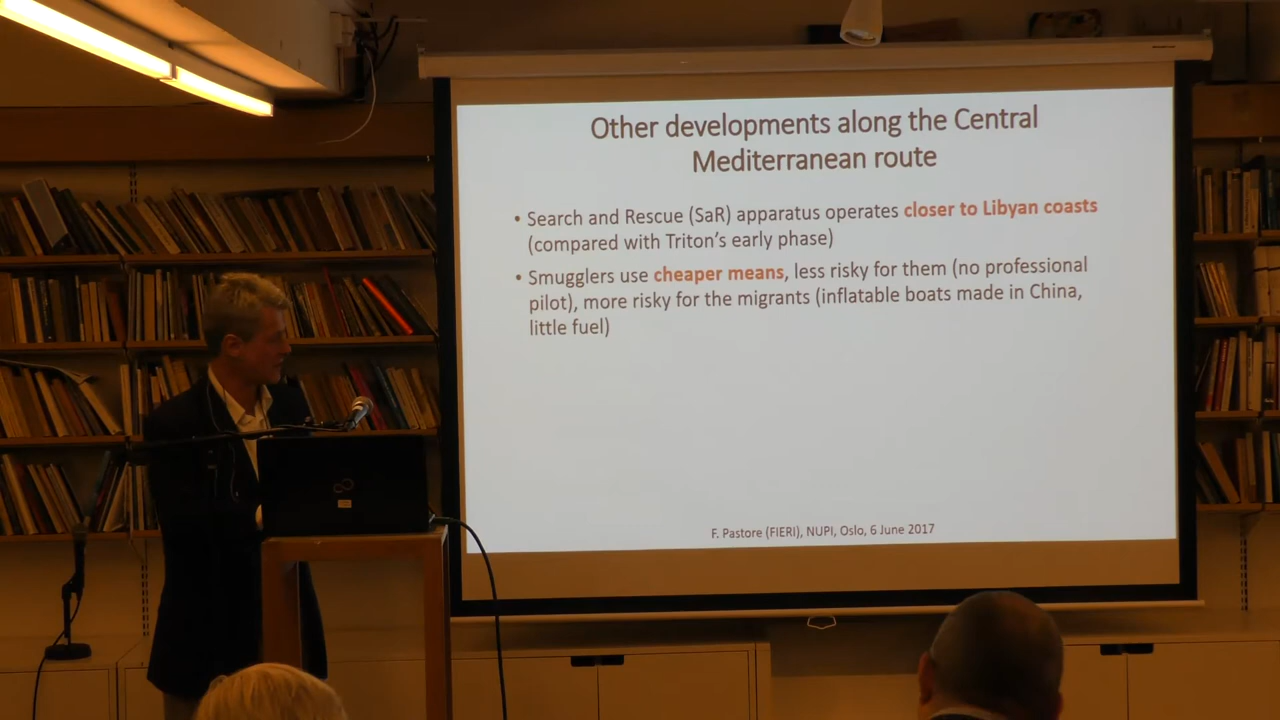 Other developments along the Central
Mediterranean route
• Search and Rescue (SaR) apparatus operates closer to Libyan coasts
(compared with Triton's early phase)
• Smugglers use cheaper means, less risky for them (no professional
pilot), more risky for the migrants (inflatable boats made in China,
little fuel)
F. Pastore (FIERI), NUPI, Oslo, 6 June 2017